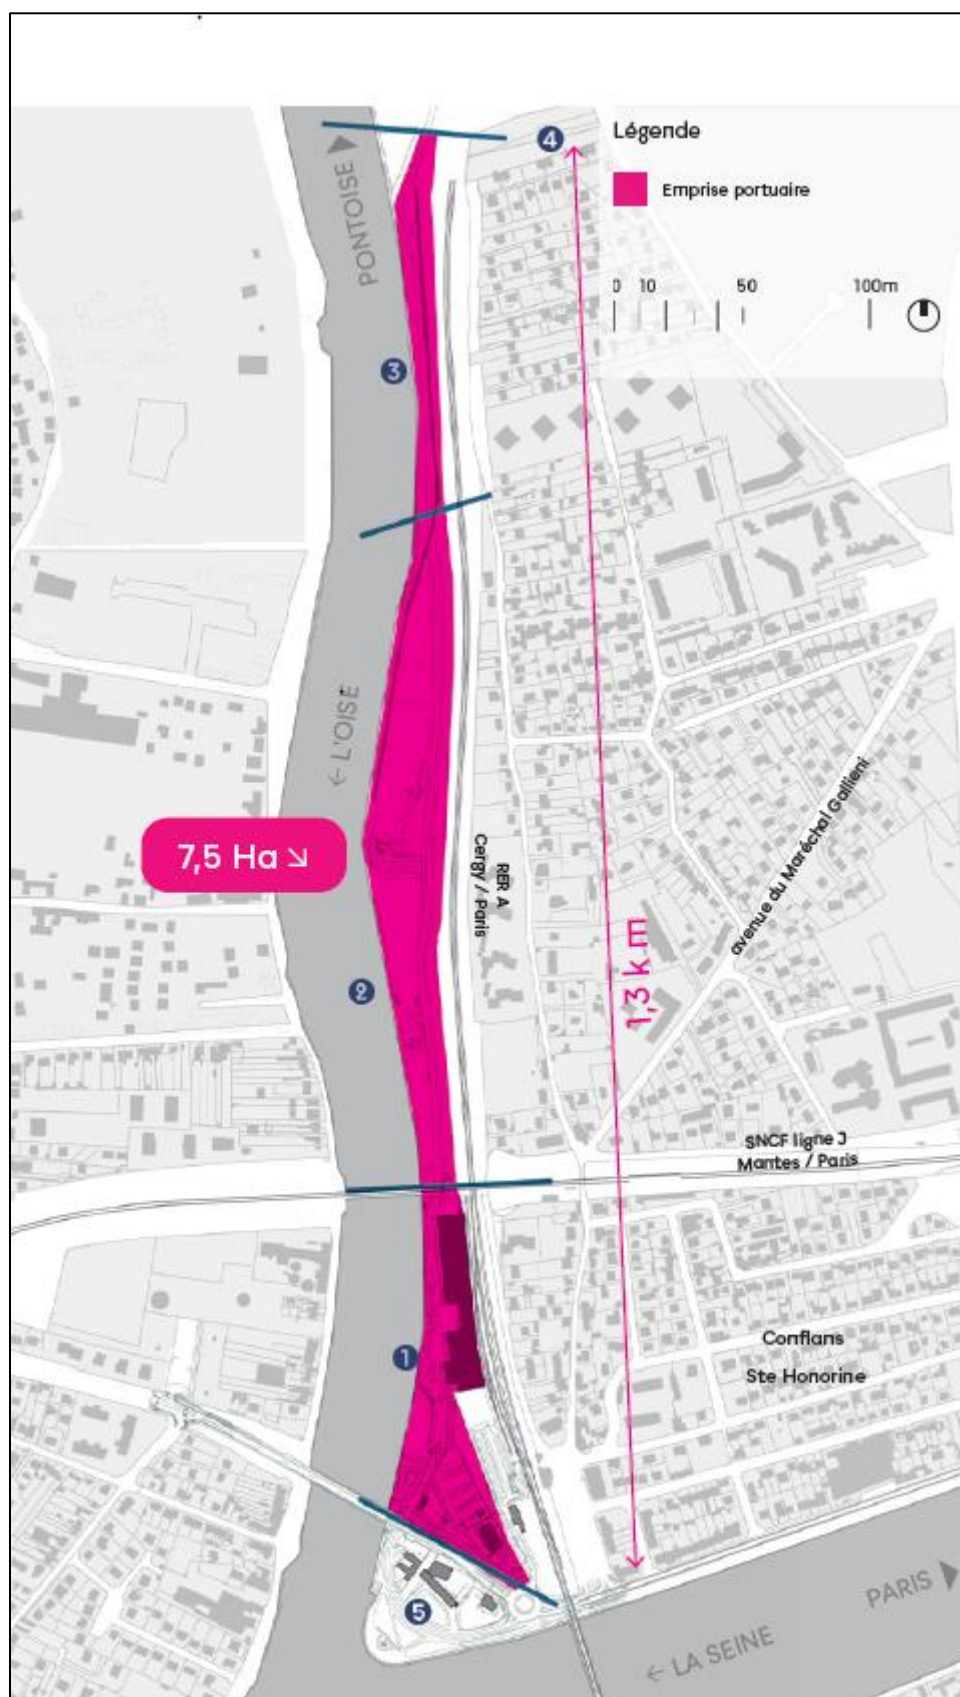 Légende
Emprise portuaire
0 10 50 100m
4
PONTOISE
3
← L'OISE
7,5 Ha ↘
RER A
Cergy / Paris
avenue du Maréchal Gallieni
1,3 km
2
SNCF ligne J
Mantes / Paris
1
Conflans
Ste Honorine
5
PARIS
← LA SEINE